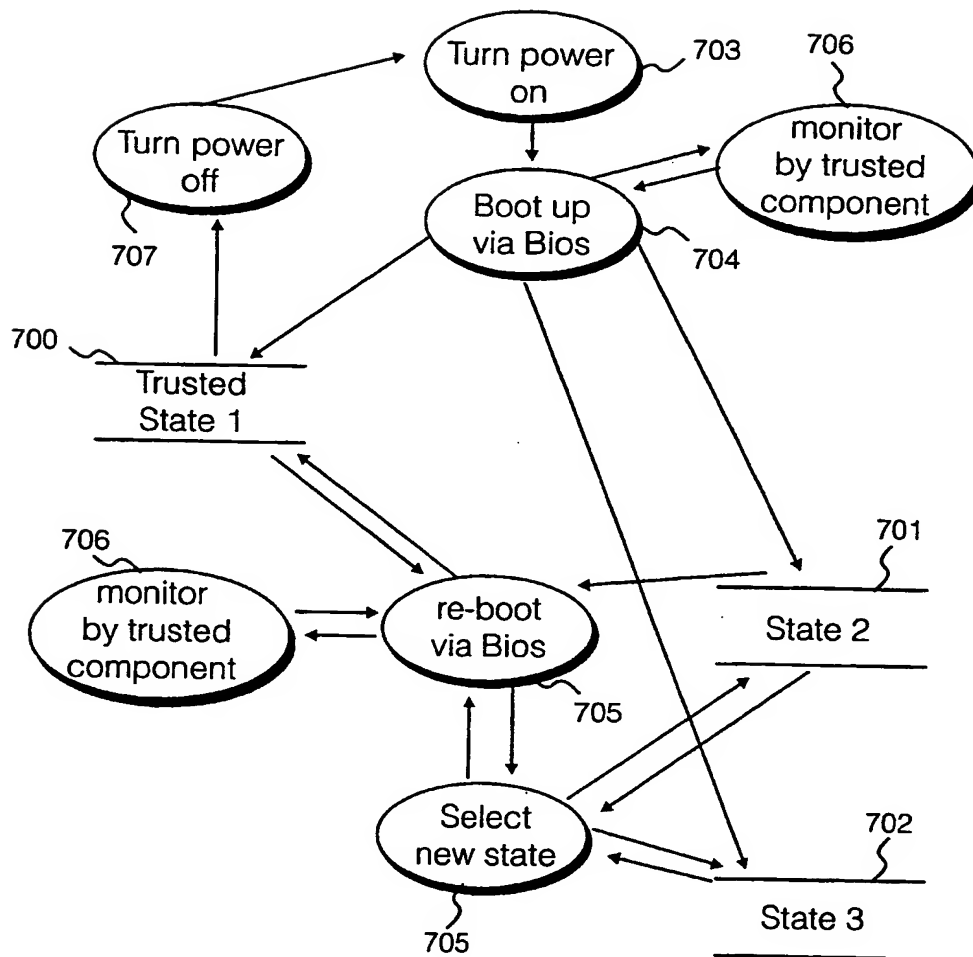 Turn power
on
703
706
monitor
by trusted
component
Turn power
off
707
Boot up
via Bios
704
700
Trusted
State 1
701
State 2
706
monitor
by trusted
component
re-boot
via Bios
705
Select
new state
705
702
State 3